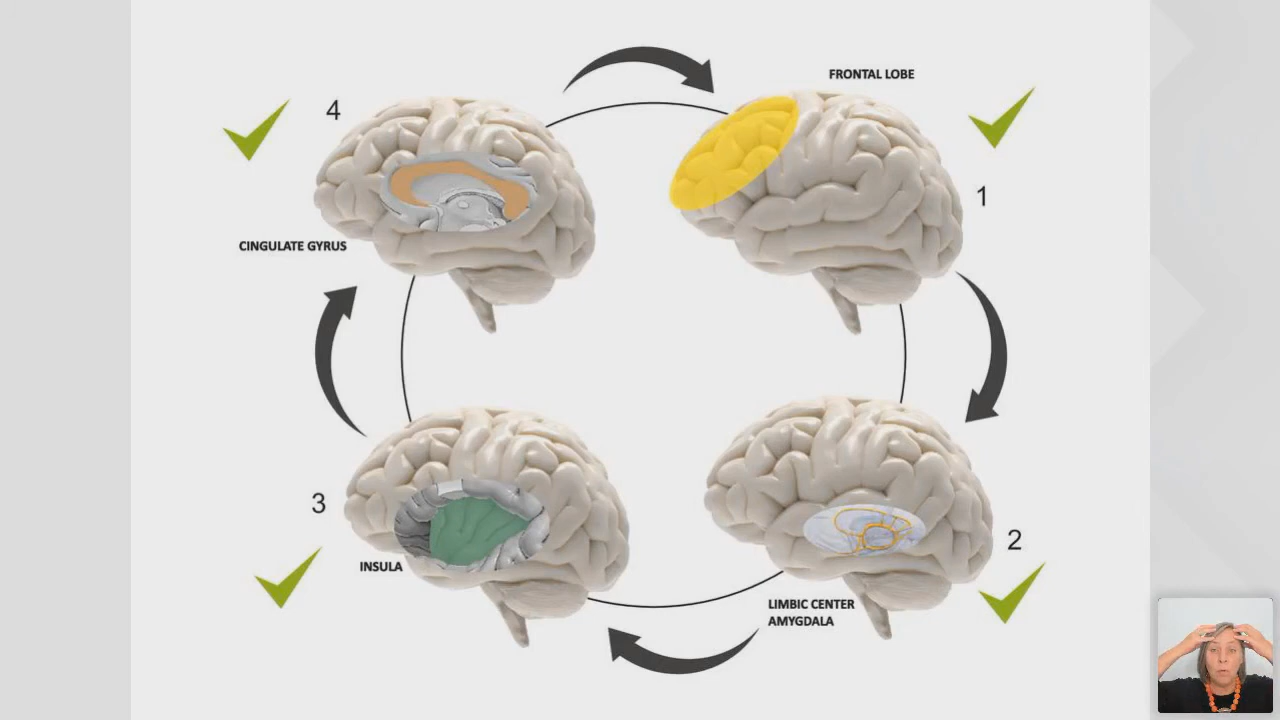 4
FRONTAL LOBE
1
CINGULATE GYRUS
3
2
INSULA
LIMBIC CENTER
AMYGDALA